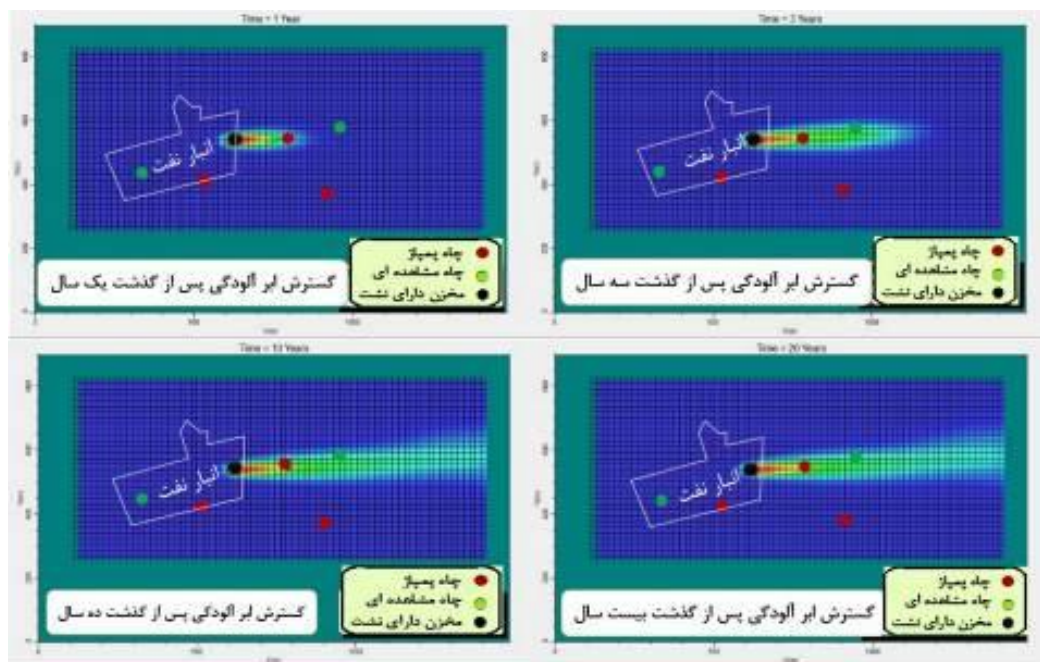 Time = 1 Year
انبار نفت
چاه پمپاژ
چاه مشاهده ای
مخزن دارای نشت
گسترش ابر آلودگی پس از گذشت یک سال
Time = 3 Years
انبار نفت
چاه پمپاژ
چاه مشاهده ای
مخزن دارای نشت
گسترش ابر آلودگی پس از گذشت سه سال
Time = 10 Years
انبار نفت
چاه پمپاژ
چاه مشاهده ای
مخزن دارای نشت
گسترش ابر آلودگی پس از گذشت ده سال
Time = 20 Years
انبار نفت
چاه پمپاژ
چاه مشاهده ای
مخزن دارای نشت
گسترش ابر آلودگی پس از گذشت بیست سال